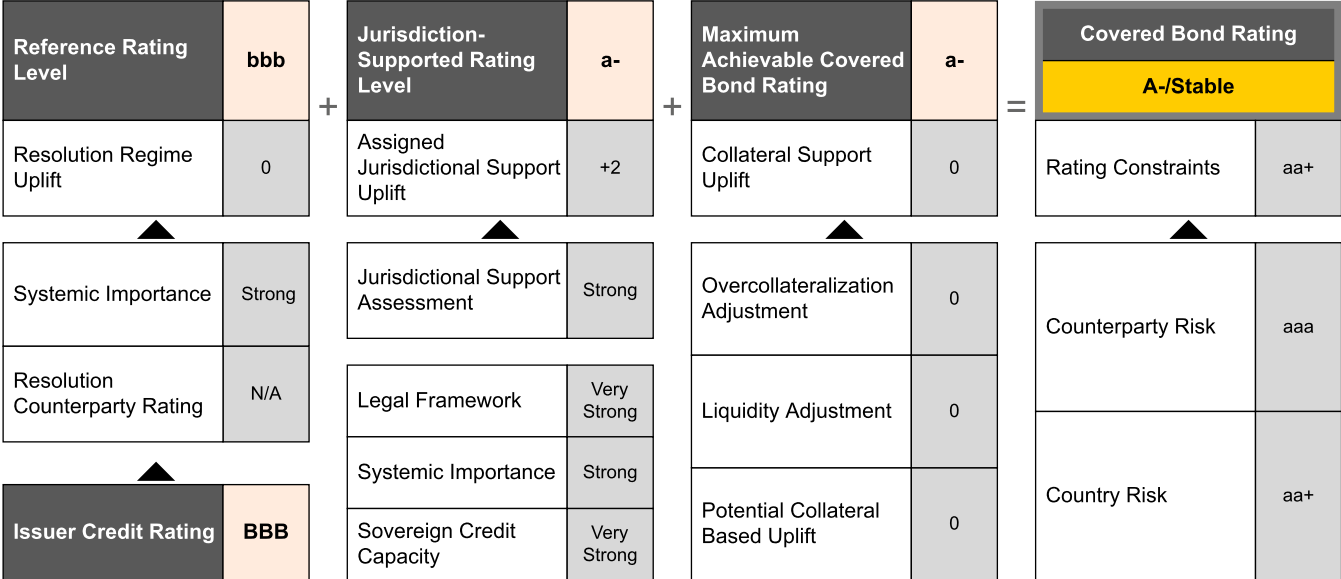 Reference Rating
Level
bbb
Resolution Regime
Uplift
0
Systemic Importance
Strong
Resolution
Counterparty Rating
N/A
Issuer Credit Rating
BBB
+
Jurisdiction-
Supported Rating
Level
a-
Assigned
Jurisdictional Support
Uplift
+2
Jurisdictional Support
Assessment
Strong
Legal Framework
Very
Strong
Systemic Importance
Strong
Sovereign Credit
Capacity
Very
Strong
+
Maximum
Achievable Covered
Bond Rating
a-
Collateral Support
Uplift
0
Overcollateralization
Adjustment
0
Liquidity Adjustment
0
Potential Collateral
Based Uplift
0
=
Covered Bond Rating
A-/Stable
Rating Constraints
aa+
Counterparty Risk
aaa
Country Risk
aa+